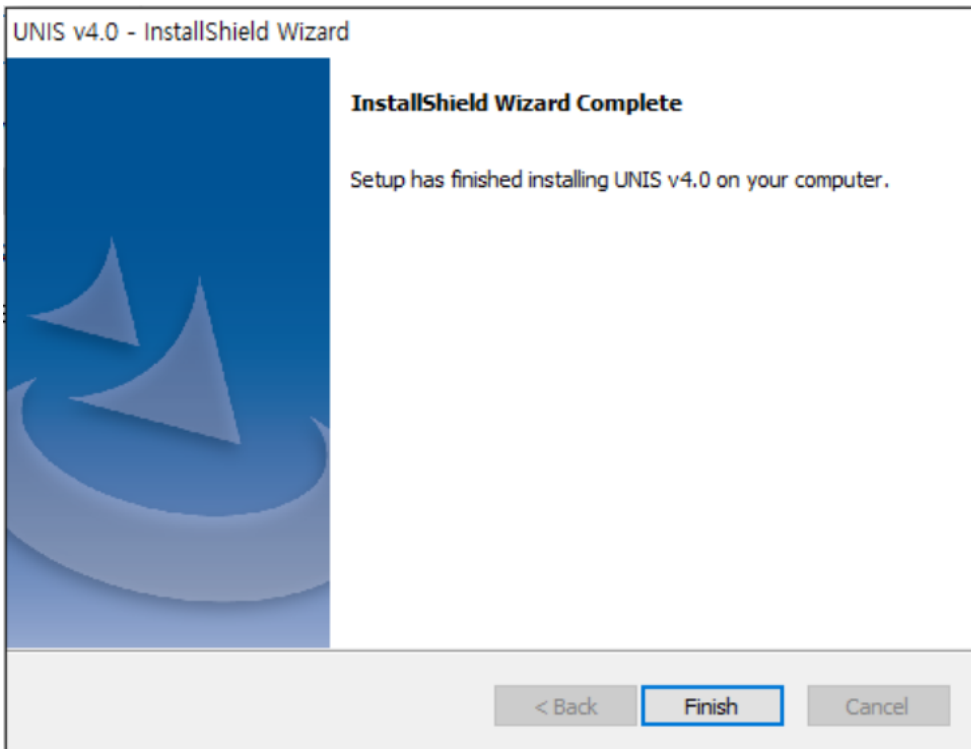 UNIS v4.0 - InstallShield Wizard
InstallShield Wizard Complete
Setup has finished installing UNIS v4.0 on your computer.
< Back
Finish
Cancel